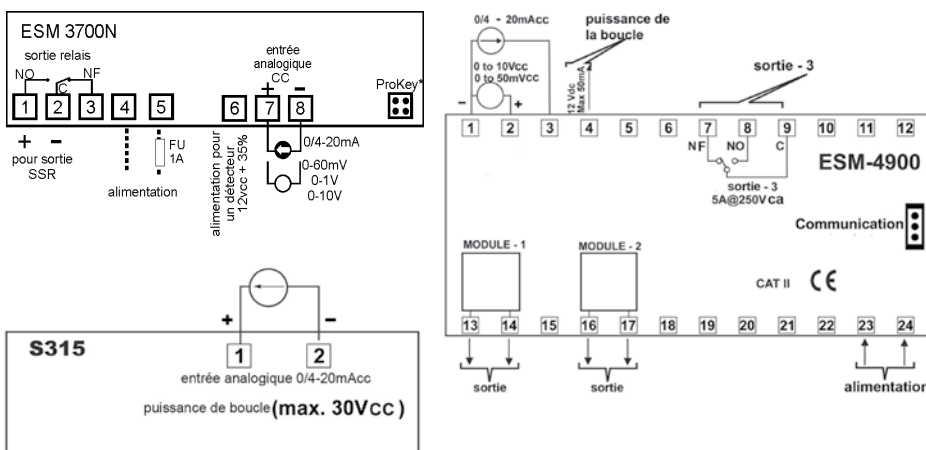 ESM 3700N
sortie relais
NO
NF
C
1
2
3
4
5
6
7
8
entrée
analogique
CC
+
−
ProKey*
+
−
pour sortie
SSR
FU
1A
alimentation
alimentation pour
un détecteur
12vcc + 35%
0/4-20mA
0-60mV
0-1V
0-10V
0/4 - 20mAcc
puissance de
la boucle
0 to 10Vcc
0 to 50mVcc
−
+
12 Vdc
Max 50mA
sortie - 3
1
2
3
4
5
6
7
8
9
10
11
12
NF
NO
C
ESM-4900
sortie - 3
5A@250Vca
Communication
MODULE - 1
MODULE - 2
CAT II
CE
13
14
15
16
17
18
19
20
21
22
23
24
sortie
sortie
alimentation
+
−
S315
1
2
entrée analogique 0/4-20mAcc
puissance de boucle(max. 30Vcc)